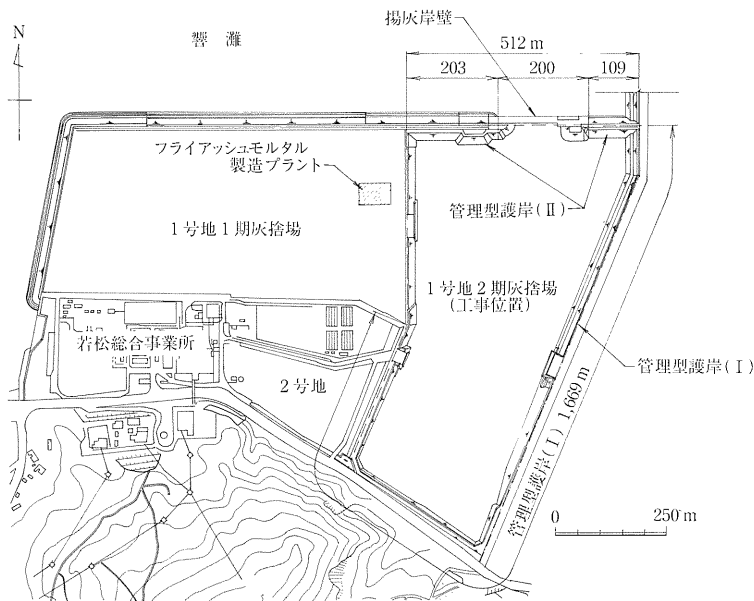 揚灰岸壁
N
響灘
512m
203
200
109
フライアッシュモルタル
製造プラント
管理型護岸(Ⅱ)
1号地1期灰捨場
1号地2期灰捨場
(工事位置)
若松総合事業所
管理型護岸(Ⅰ)
2号地
管理型護岸(Ⅰ) 1,669m
0
250m